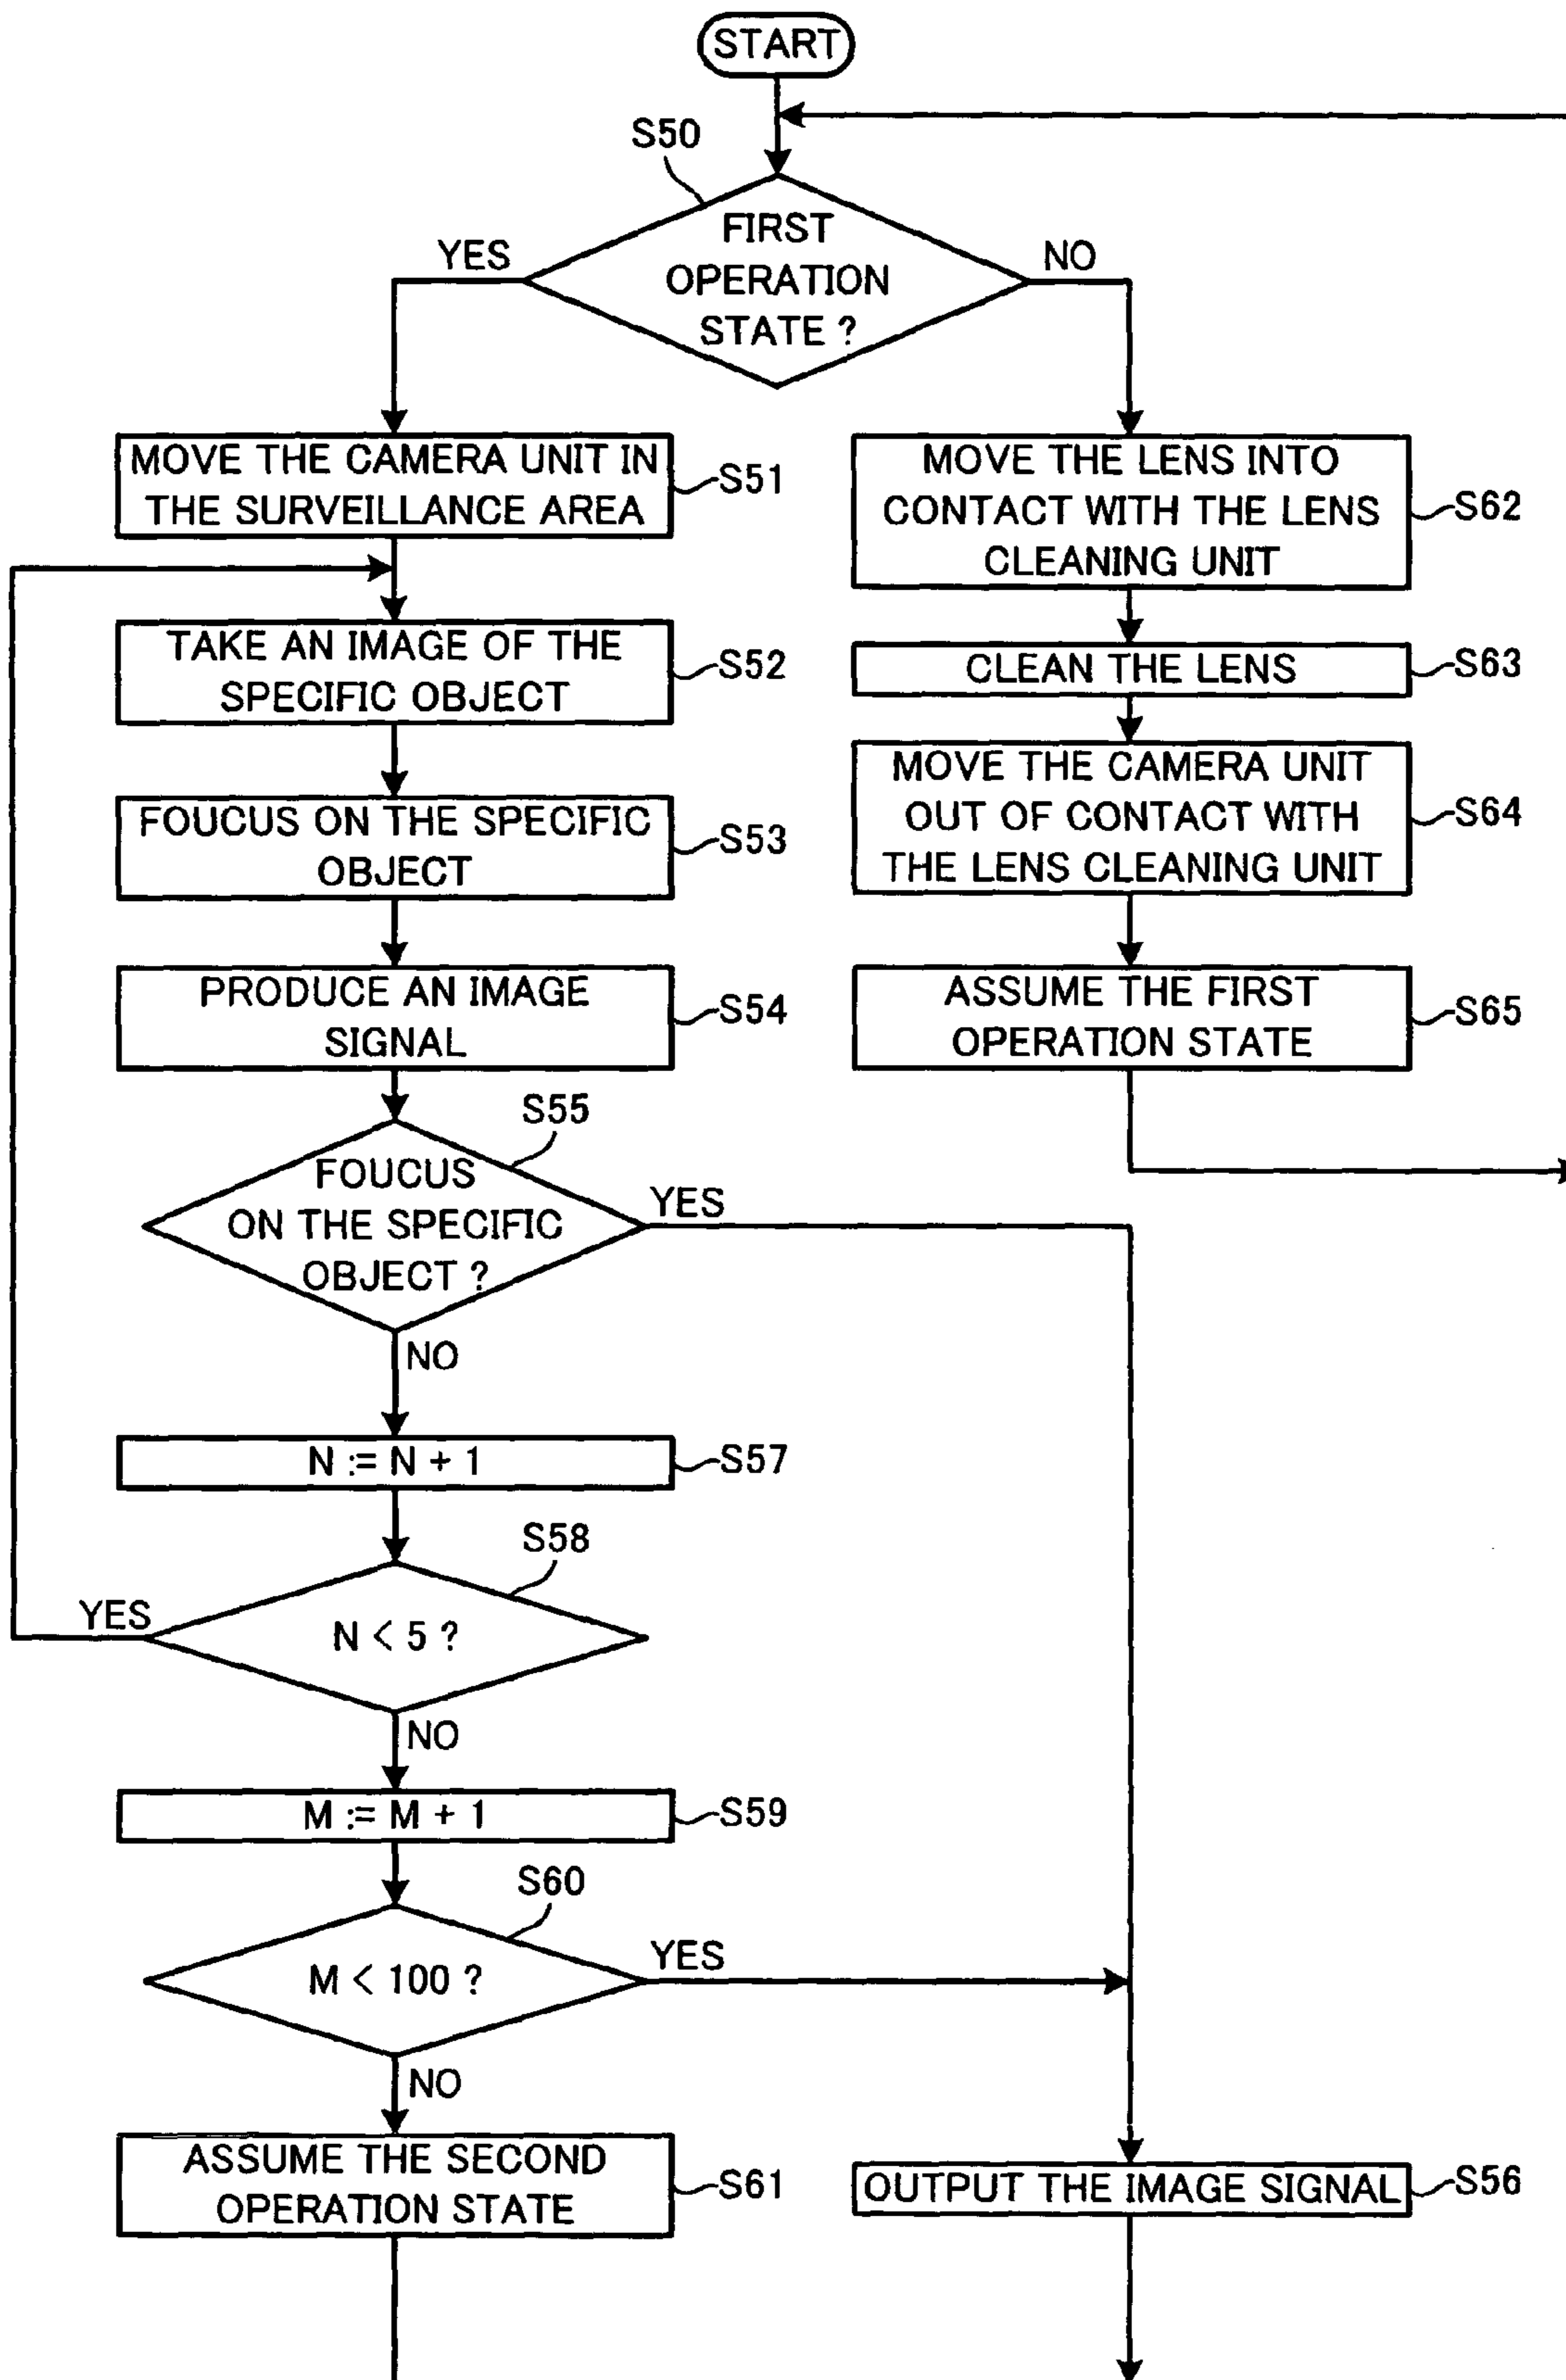 START
S50
FIRST
OPERATION
STATE ?
YES
NO
MOVE THE CAMERA UNIT IN
THE SURVEILLANCE AREA
S51
TAKE AN IMAGE OF THE
SPECIFIC OBJECT
S52
FOUCUS ON THE SPECIFIC
OBJECT
S53
PRODUCE AN IMAGE
SIGNAL
S54
S55
FOUCUS
ON THE SPECIFIC
OBJECT ?
YES
NO
N := N + 1
S57
S58
N < 5 ?
YES
NO
M := M + 1
S59
S60
M < 100 ?
YES
NO
ASSUME THE SECOND
OPERATION STATE
S61
MOVE THE LENS INTO
CONTACT WITH THE LENS
CLEANING UNIT
S62
CLEAN THE LENS
S63
MOVE THE CAMERA UNIT
OUT OF CONTACT WITH
THE LENS CLEANING UNIT
S64
ASSUME THE FIRST
OPERATION STATE
S65
OUTPUT THE IMAGE SIGNAL
S56